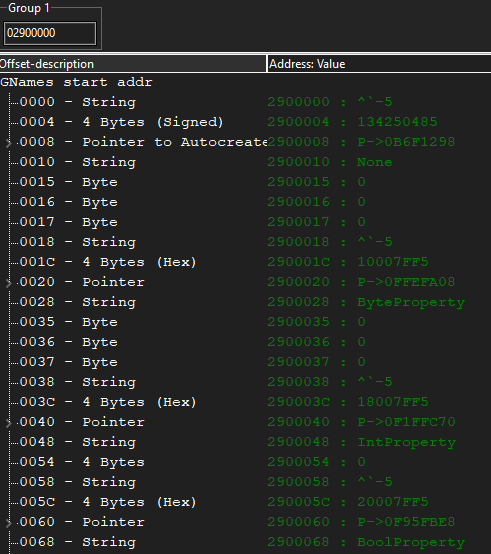 Group 1
02900000
Offset-description Address: Value
GNames start addr
0000 - String 2900000 : ^`-5
0004 - 4 Bytes (Signed) 2900004 : 134250485
0008 - Pointer to Autocreate 2900008 : P->0B6F1298
0010 - String 2900010 : None
0015 - Byte 2900015 : 0
0016 - Byte 2900016 : 0
0017 - Byte 2900017 : 0
0018 - String 2900018 : ^`-5
001C - 4 Bytes (Hex) 290001C : 10007FF5
0020 - Pointer 2900020 : P->0FFEFA08
0028 - String 2900028 : ByteProperty
0035 - Byte 2900035 : 0
0036 - Byte 2900036 : 0
0037 - Byte 2900037 : 0
0038 - String 2900038 : ^`-5
003C - 4 Bytes (Hex) 290003C : 18007FF5
0040 - Pointer 2900040 : P->0F1FFC70
0048 - String 2900048 : IntProperty
0054 - 4 Bytes 2900054 : 0
0058 - String 2900058 : ^`-5
005C - 4 Bytes (Hex) 290005C : 20007FF5
0060 - Pointer 2900060 : P->0F95FBE8
0068 - String 2900068 : BoolProperty